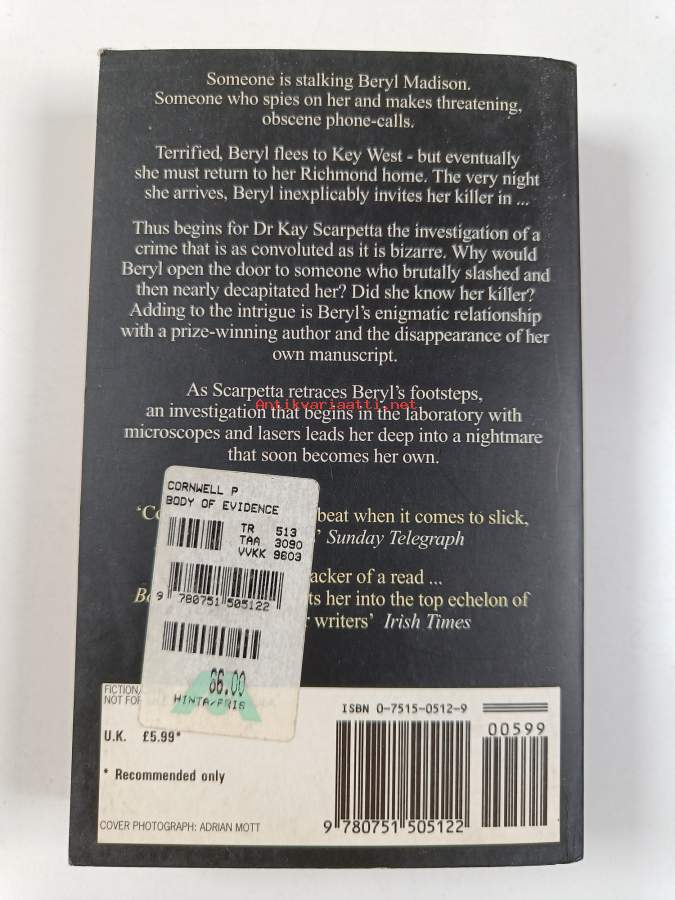 Someone is stalking Beryl Madison.
Someone who spies on her and makes threatening,
obscene phone-calls.
Terrified, Beryl flees to Key West - but eventually
she must return to her Richmond home. The very night
she arrives, Beryl inexplicably invites her killer in ...
Thus begins for Dr Kay Scarpetta the investigation of a
crime that is as convoluted as it is bizarre. Why would
Beryl open the door to someone who brutally slashed and
then nearly decapitated her? Did she know her killer?
Adding to the intrigue is Beryl's enigmatic relationship
with a prize-winning author and the disappearance of her
own manuscript.
As Scarpetta retraces Beryl's footsteps,
Antikvariaatti.net
an investigation that begins in the laboratory with
microscopes and lasers leads her deep into a nightmare
that soon becomes her own.
CORNWELL P
BODY OF EVIDENCE
TR 513
TAA 3090
VVKK 9603
9 780751 505122
66.00
HINTA/PRIS
beat when it comes to slick,
' Sunday Telegraph
acker of a read ...
ts her into the top echelon of
writers' Irish Times
FICTION
NOT FOR
U.K. £5.99*
* Recommended only
COVER PHOTOGRAPH: ADRIAN MOTT
ISBN 0-7515-0512-9
00599
9 780751 505122